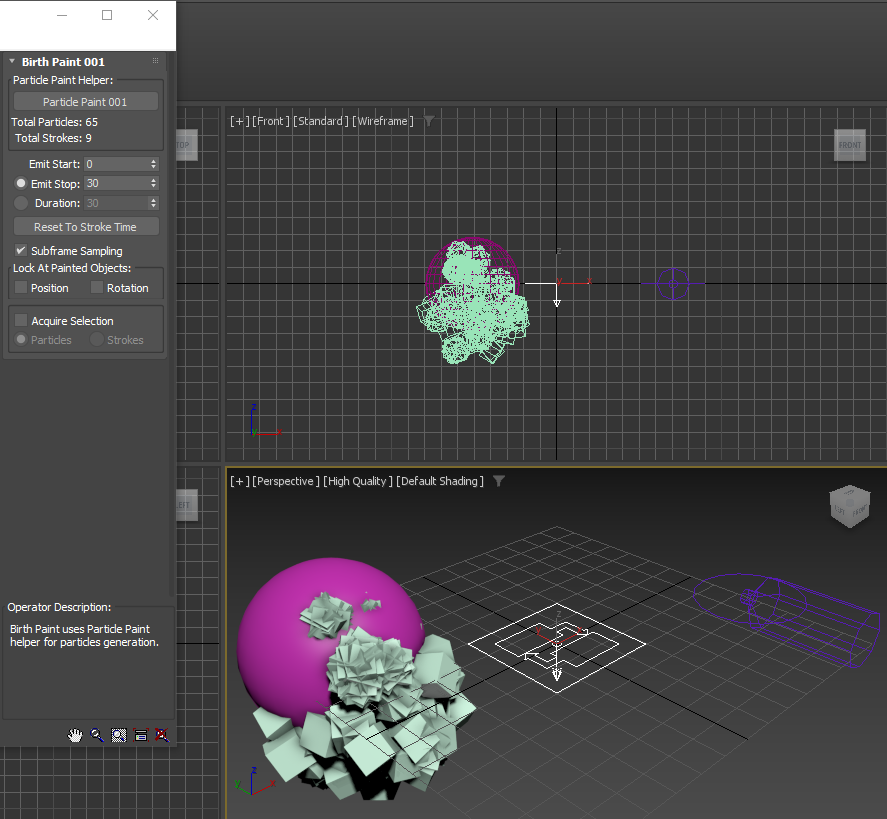 Birth Paint 001
Particle Paint Helper:
Particle Paint 001
Total Particles: 65
Total Strokes: 9
Emit Start: 0
Emit Stop: 30
Duration: 30
Reset To Stroke Time
Subframe Sampling
Lock At Painted Objects:
Position Rotation
Acquire Selection
Particles Strokes
Operator Description:
Birth Paint uses Particle Paint
helper for particles generation.
TOP
[+] [Front] [Standard] [Wireframe]
FRONT
z
x
z
y x
LEFT
[+] [Perspective] [High Quality] [Default Shading]
LEFT FRONT
z
y x
z
y x